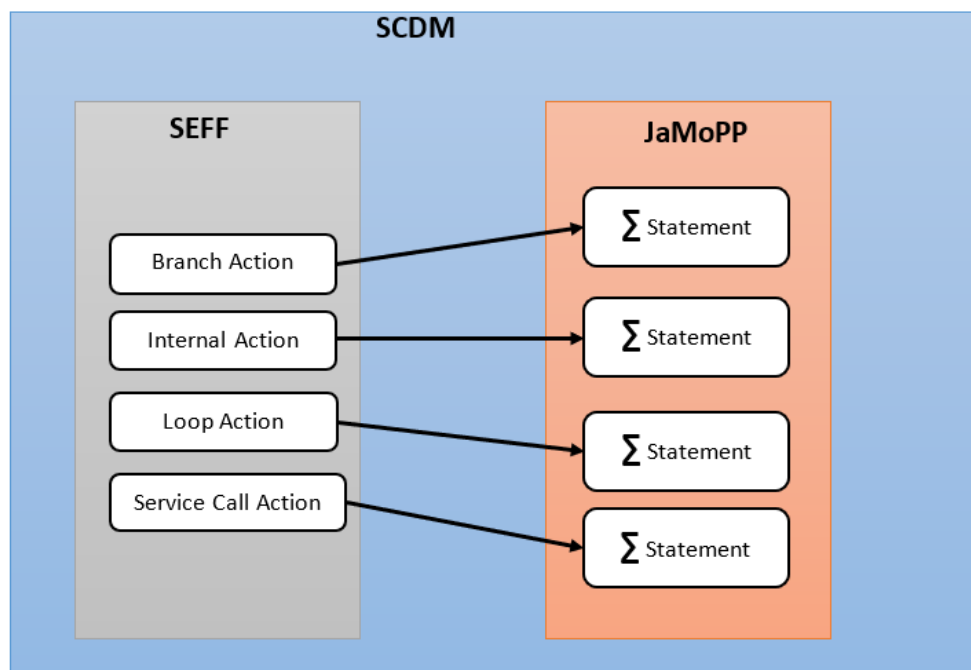 SCDM
SEFF
Branch Action
Internal Action
Loop Action
Service Call Action
JaMoPP
Σ Statement
Σ Statement
Σ Statement
Σ Statement